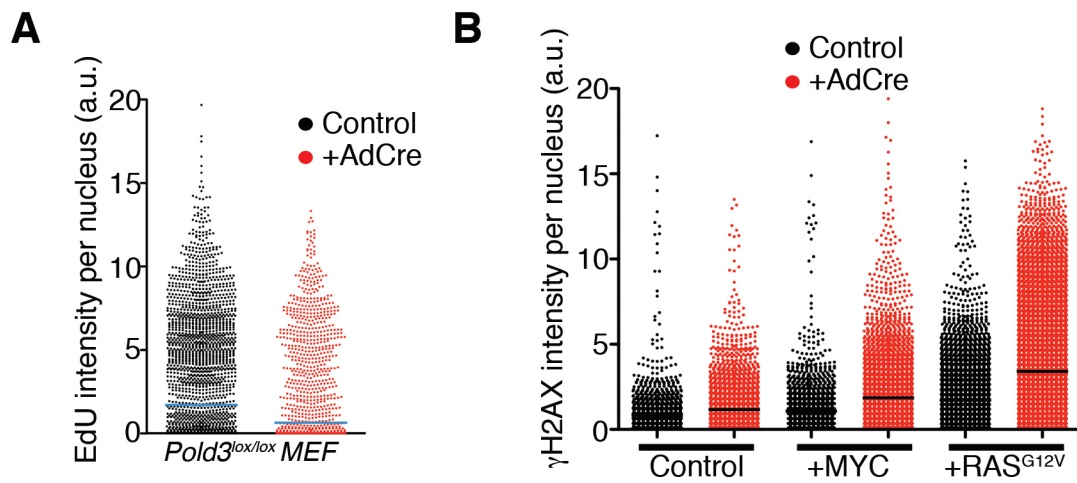 A
EdU intensity per nucleus (a.u.)
20
15
10
5
0
Control
+AdCre
Pold3lox/lox MEF
B
γH2AX intensity per nucleus (a.u.)
20
15
10
5
0
Control
+AdCre
Control
+MYC
+RASG12V